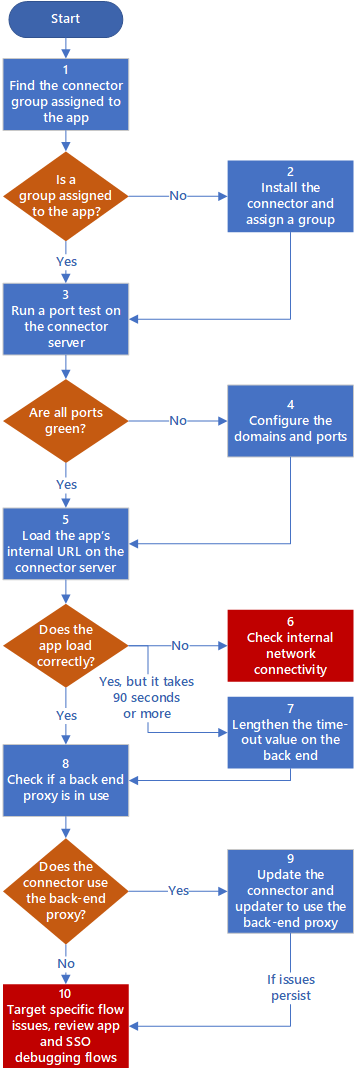 Start
1
Find the connector
group assigned to
the app
Is a
group assigned
to the app?
No
2
Install the
connector and
assign a group
Yes
3
Run a port test on
the connector
server
Are all ports
green?
No
4
Configure the
domains and ports
Yes
5
Load the app's
internal URL on the
connector server
Does the
app load
correctly?
No
6
Check internal
network
connectivity
Yes, but it takes
90 seconds
or more
7
Lengthen the time-
out value on the
back end
Yes
8
Check if a back end
proxy is in use
Does the
connector use
the back-end
proxy?
Yes
9
Update the
connector and
updater to use the
back-end proxy
No
If issues
persist
10
Target specific flow
issues, review app
and SSO
debugging flows